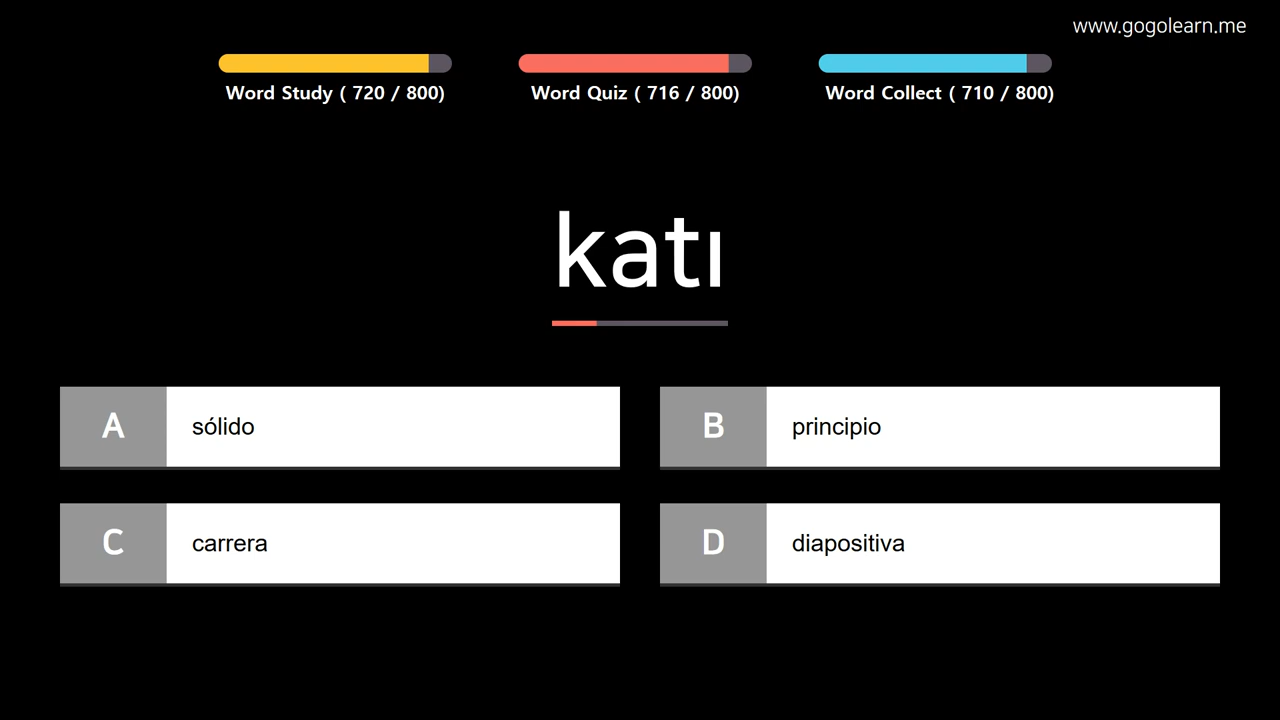 www.gogolearn.me
Word Study ( 720 / 800)
Word Quiz ( 716 / 800)
Word Collect ( 710 / 800)
katı
A
sólido
B
principio
C
carrera
D
diapositiva